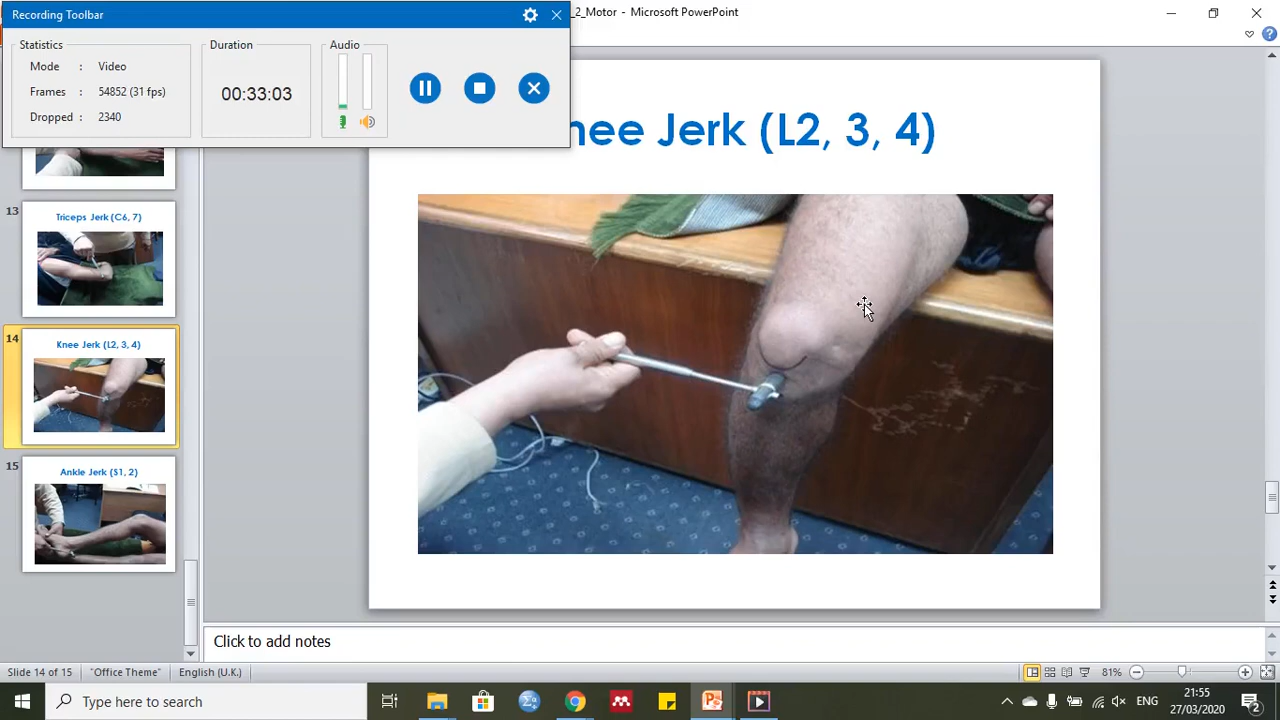 Recording Toolbar
_2_Motor - Microsoft PowerPoint
Statistics
Mode : Video
Frames : 54852 (31 fps)
Dropped : 2340
Duration
00:33:03
Audio
nee Jerk (L2, 3, 4)
13
Triceps Jerk (C6, 7)
14
Knee Jerk (L2, 3, 4)
15
Ankle Jerk (S1, 2)
Click to add notes
Slide 14 of 15
"Office Theme"
English (U.K.)
81%
Type here to search
ENG
21:55
27/03/2020
2